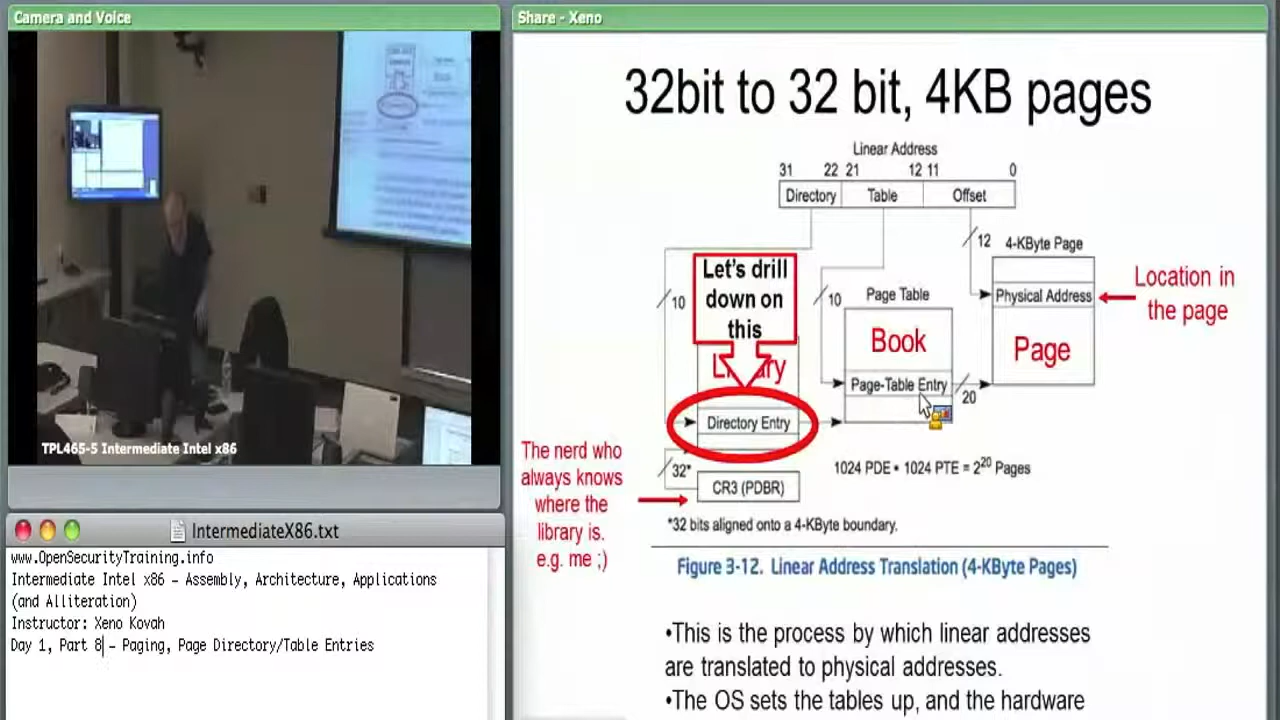 Camera and Voice
TPL465-5 Intermediate Intel x86
IntermediateX86.txt
www.OpenSecurityTraining.info
Intermediate Intel x86 – Assembly, Architecture, Applications
(and Alliteration)
Instructor: Xeno Kovah
Day 1, Part 8 – Paging, Page Directory/Table Entries
Share - Xeno
32bit to 32 bit, 4KB pages
Linear Address
31 22 21 12 11 0
Directory Table Offset
12 4-KByte Page
Let's drill
down on
this
10
10
Page Table
Physical Address
Location in
the page
Book
Page
Page-Table Entry
20
Directory Entry
The nerd who
always knows
where the
library is.
e.g. me ;)
32*
CR3 (PDBR)
1024 PDE * 1024 PTE = 2^20 Pages
*32 bits aligned onto a 4-KByte boundary.
Figure 3-12. Linear Address Translation (4-KByte Pages)
•This is the process by which linear addresses
are translated to physical addresses.
•The OS sets the tables up, and the hardware